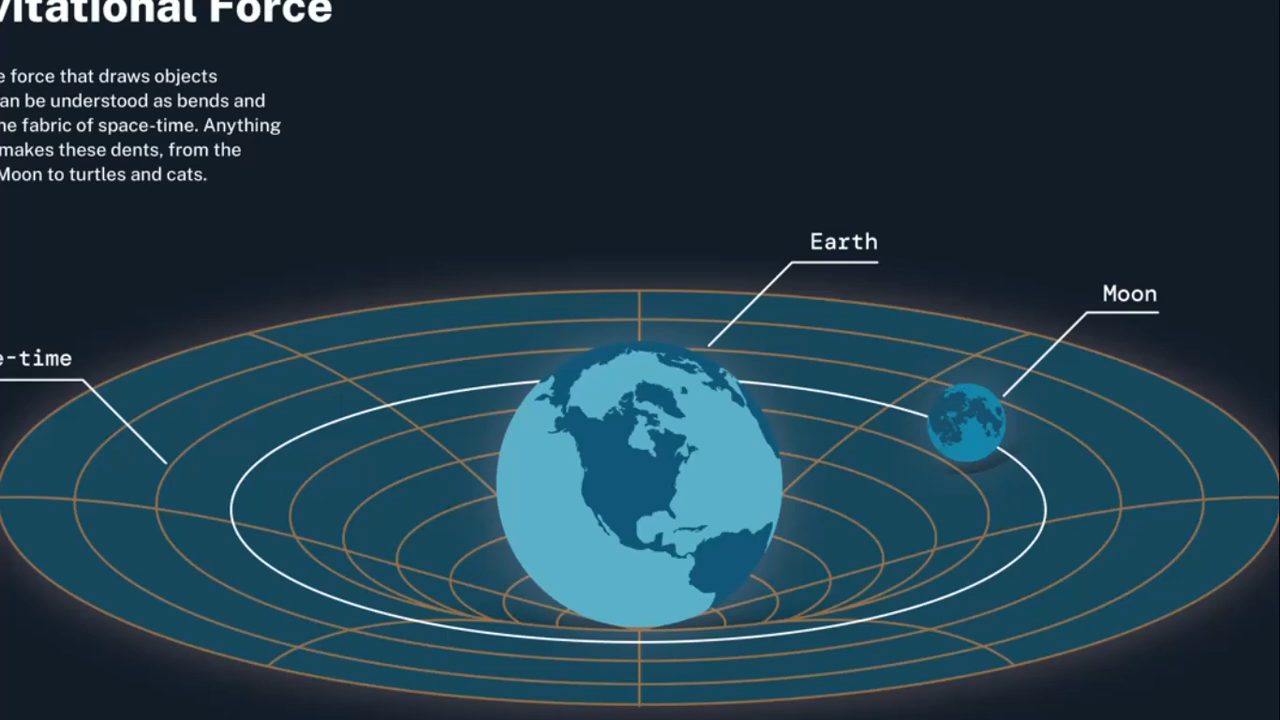 vitational Force
e force that draws objects
an be understood as bends and
he fabric of space-time. Anything
makes these dents, from the
Moon to turtles and cats.
Earth
Moon
e-time